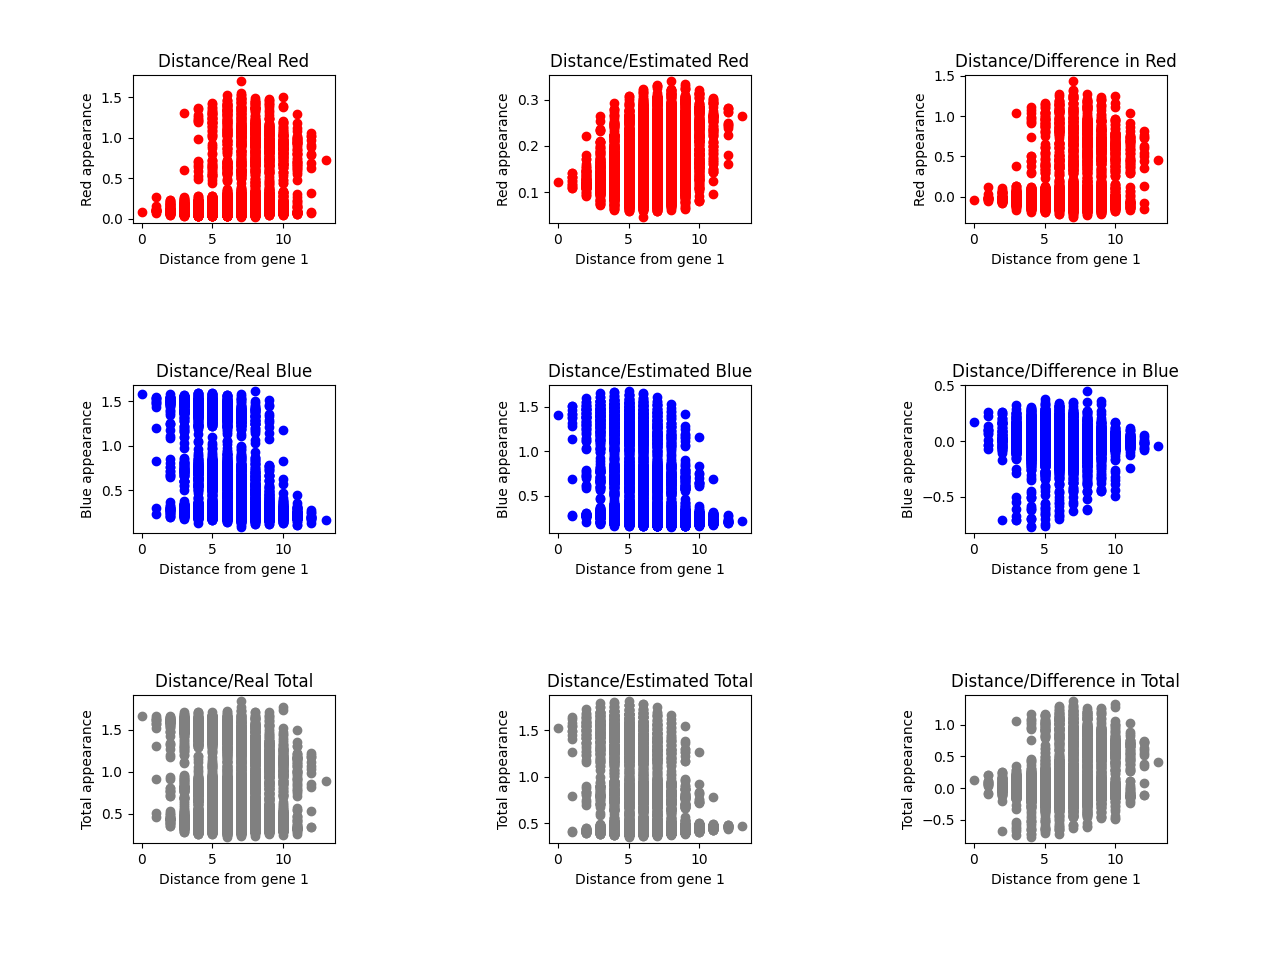 Distance/Real Red
Distance/Estimated Red
Distance/Difference in Red
Red appearance
1.5
1.0
0.5
0.0
0
5
10
Distance from gene 1
Red appearance
0.3
0.2
0.1
0
5
10
Distance from gene 1
Red appearance
1.5
1.0
0.5
0.0
0
5
10
Distance from gene 1
Distance/Real Blue
Distance/Estimated Blue
Distance/Difference in Blue
Blue appearance
1.5
1.0
0.5
0
5
10
Distance from gene 1
Blue appearance
1.5
1.0
0.5
0
5
10
Distance from gene 1
Blue appearance
0.5
0.0
−0.5
0
5
10
Distance from gene 1
Distance/Real Total
Distance/Estimated Total
Distance/Difference in Total
Total appearance
1.5
1.0
0.5
0
5
10
Distance from gene 1
Total appearance
1.5
1.0
0.5
0
5
10
Distance from gene 1
Total appearance
1.0
0.5
0.0
−0.5
0
5
10
Distance from gene 1